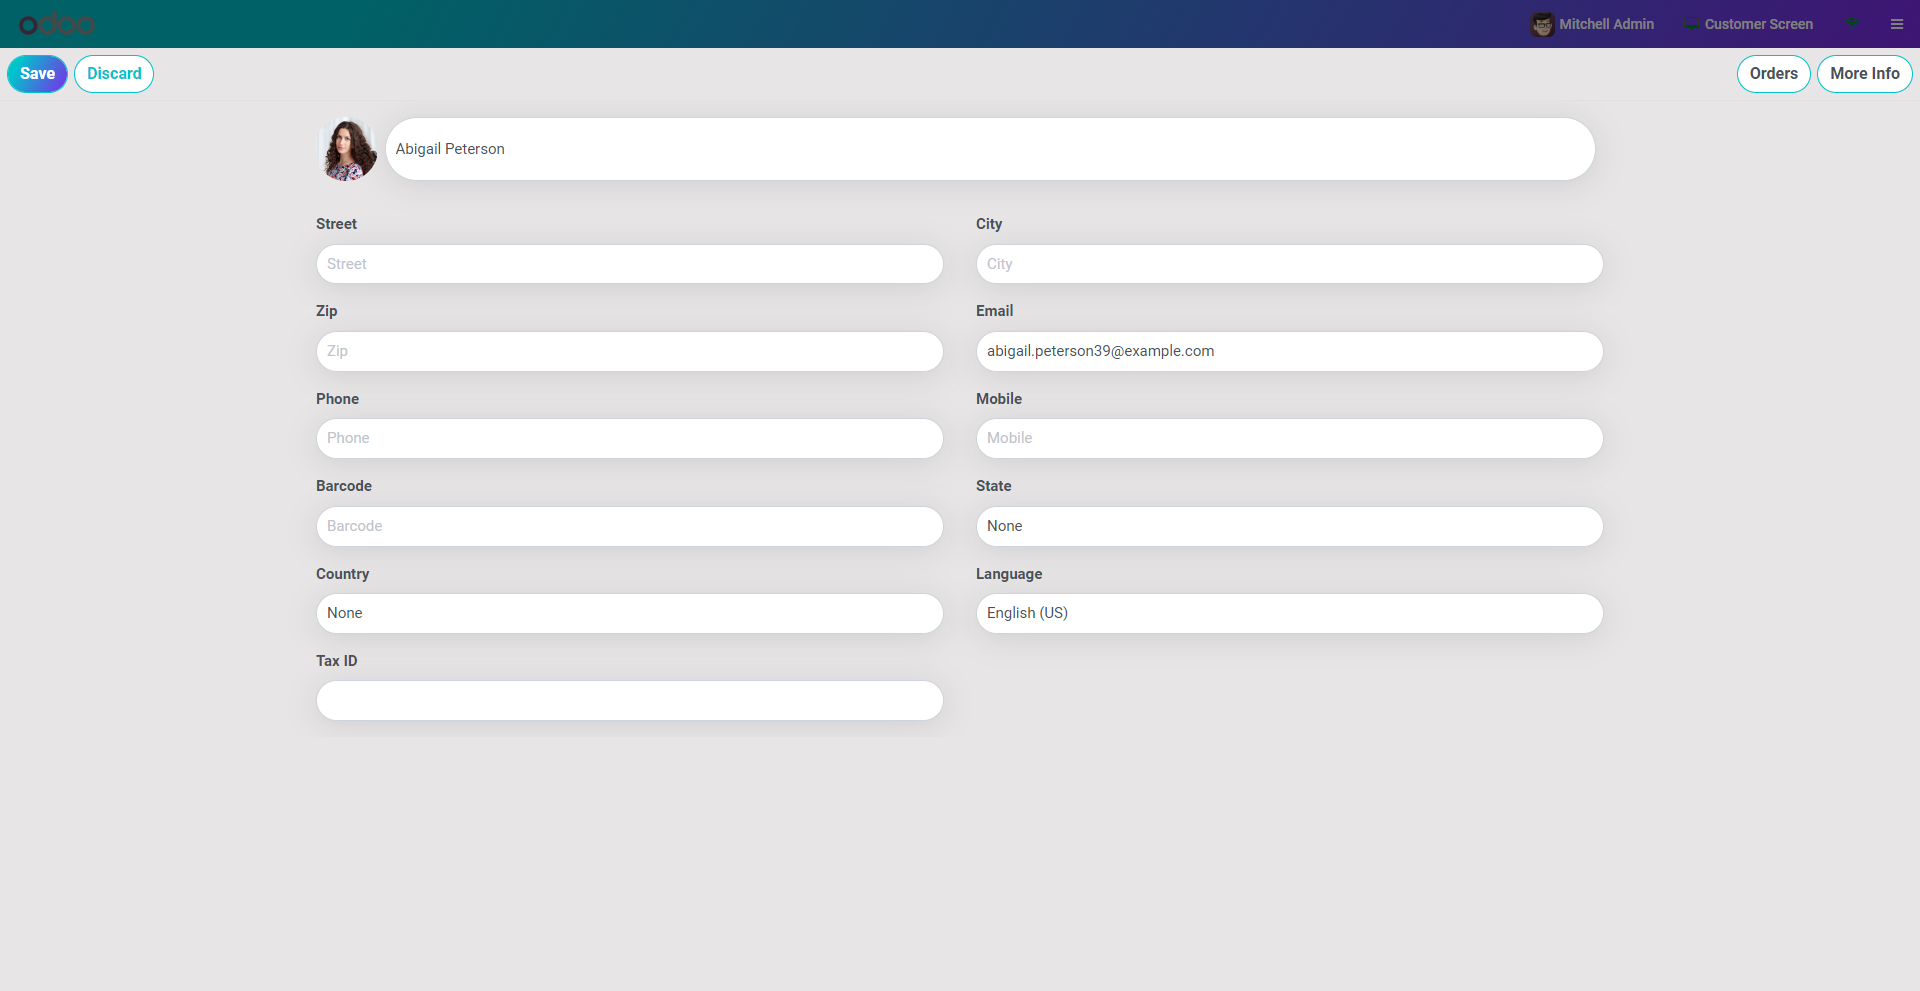 odoo
Mitchell Admin
Customer Screen
Save
Discard
Orders
More Info
Abigail Peterson
Street
City
Street
City
Zip
Email
Zip
abigail.peterson39@example.com
Phone
Mobile
Phone
Mobile
Barcode
State
Barcode
None
Country
Language
None
English (US)
Tax ID